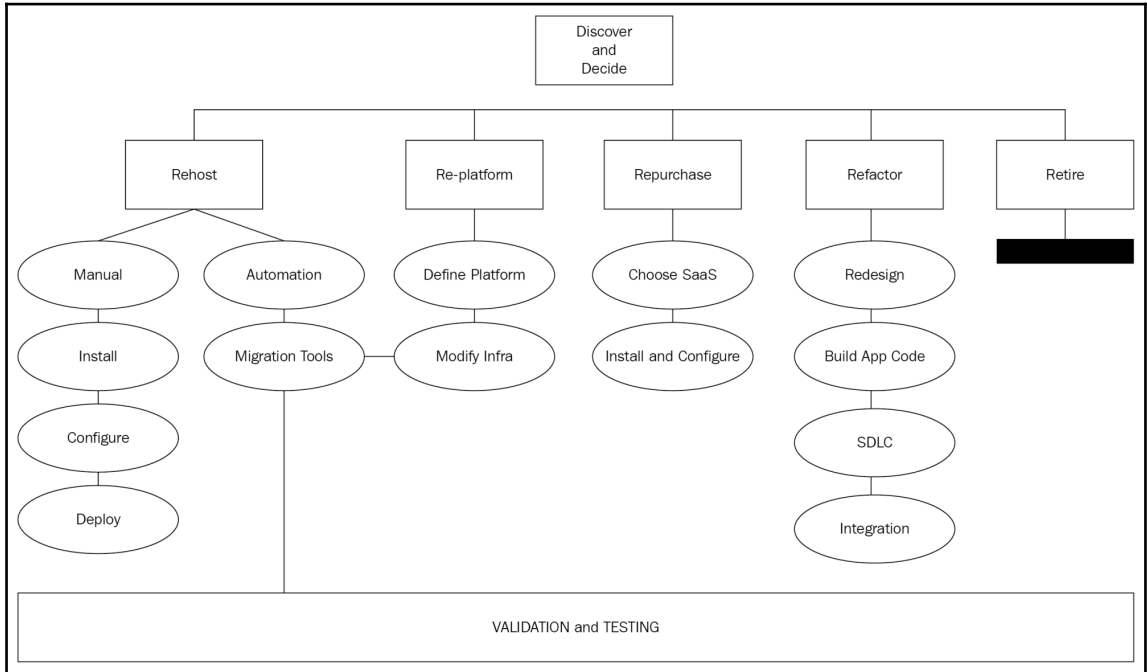 Discover
and
Decide
Rehost
Re-platform
Repurchase
Refactor
Retire
Manual
Automation
Define Platform
Choose SaaS
Redesign
Install
Migration Tools
Modify Infra
Install and Configure
Build App Code
Configure
SDLC
Deploy
Integration
VALIDATION and TESTING